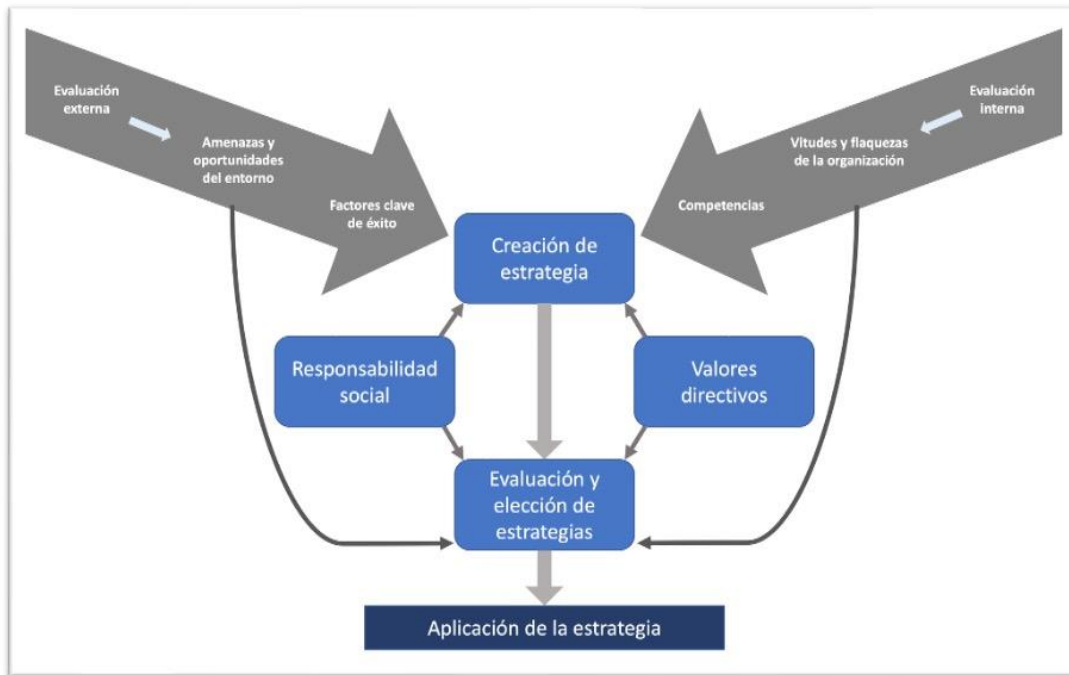 Evaluación
externa
Amenazas y
oportunidades
del entorno
Factores clave
de éxito
Evaluación
interna
Vitudes y flaquezas
de la organización
Competencias
Creación de
estrategia
Responsabilidad
social
Valores
directivos
Evaluación y
elección de
estrategias
Aplicación de la estrategia